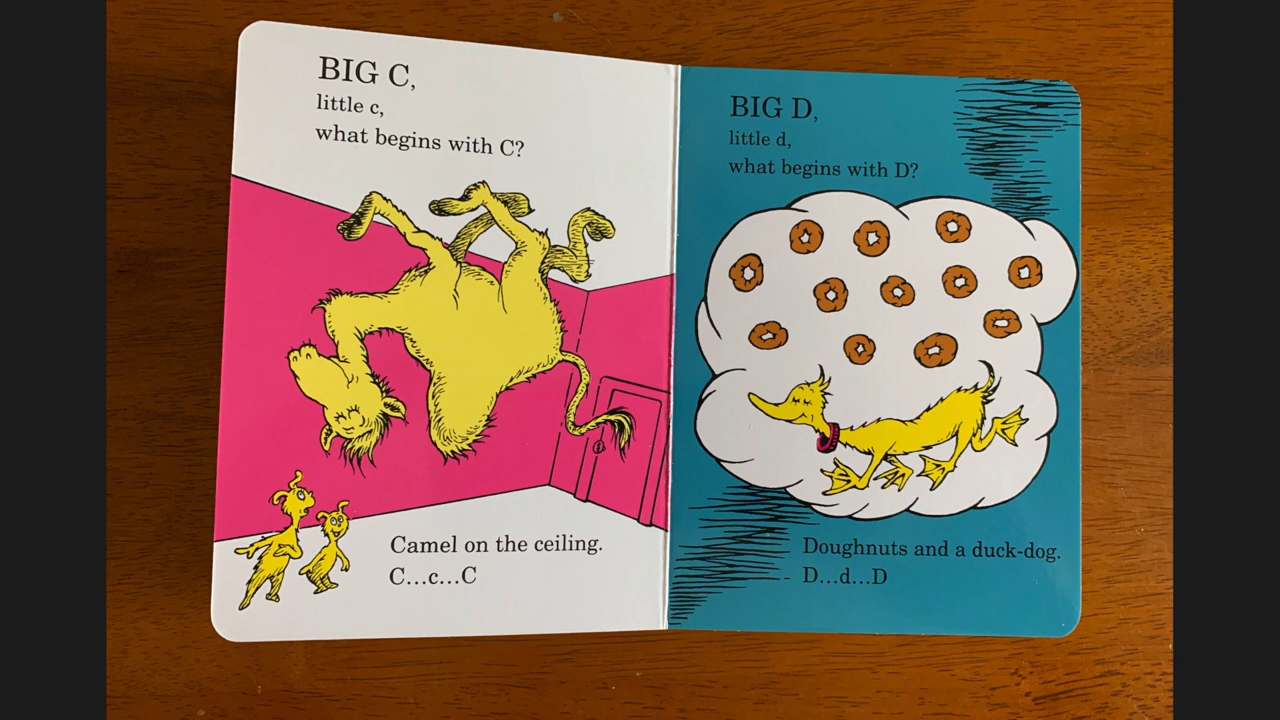 BIG C,
little c,
what begins with C?
Camel on the ceiling.
C...c...C
BIG D,
little d,
what begins with D?
Doughnuts and a duck-dog.
D...d...D